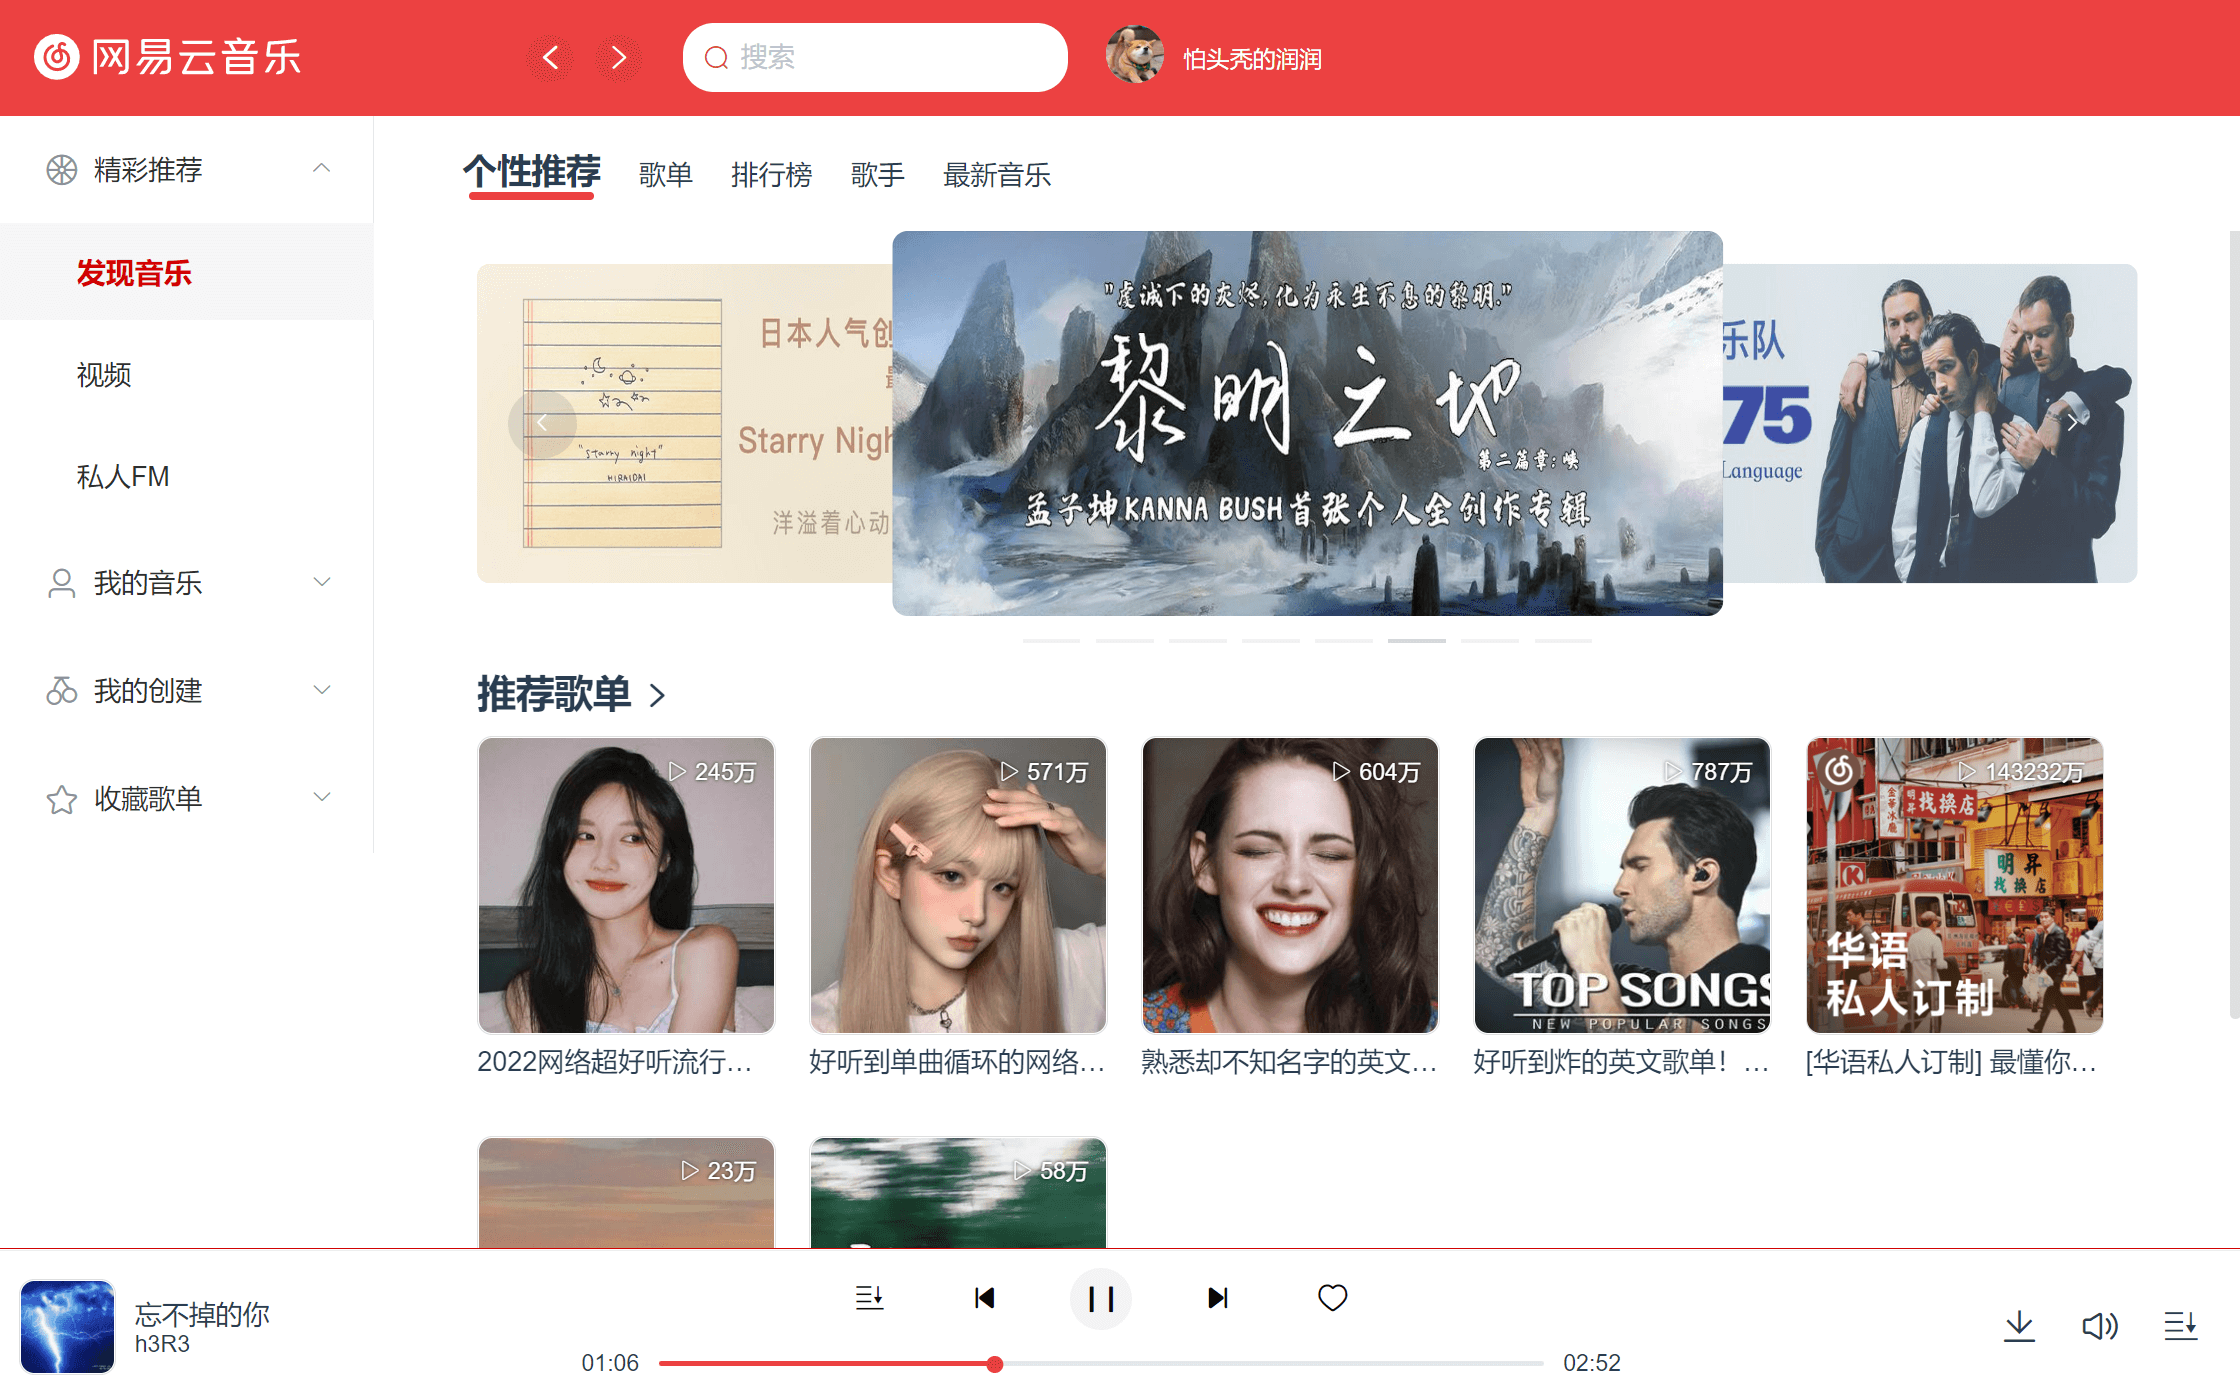 网易云音乐
搜索
怕头秃的润润
精彩推荐
发现音乐
视频
私人FM
我的音乐
我的创建
收藏歌单
个性推荐
歌单
排行榜
歌手
最新音乐
日本人气创
Starry Nigh
洋溢着心动
"starry night"
HIRAIDAI
"虔诚下的灰烬,化为永生不息的黎明."
黎明之地
第二篇章:峡
孟子坤KANNA BUSH首张个人全创作专辑
乐队
75
Language
推荐歌单
245万
571万
604万
787万
143232万
TOP SONGS
NEW POPULAR SONGS
找换店
明昇
找换店
华语
私人订制
2022网络超好听流行...
好听到单曲循环的网络...
熟悉却不知名字的英文...
好听到炸的英文歌单！...
[华语私人订制] 最懂你...
23万
58万
忘不掉的你
h3R3
01:06
02:52